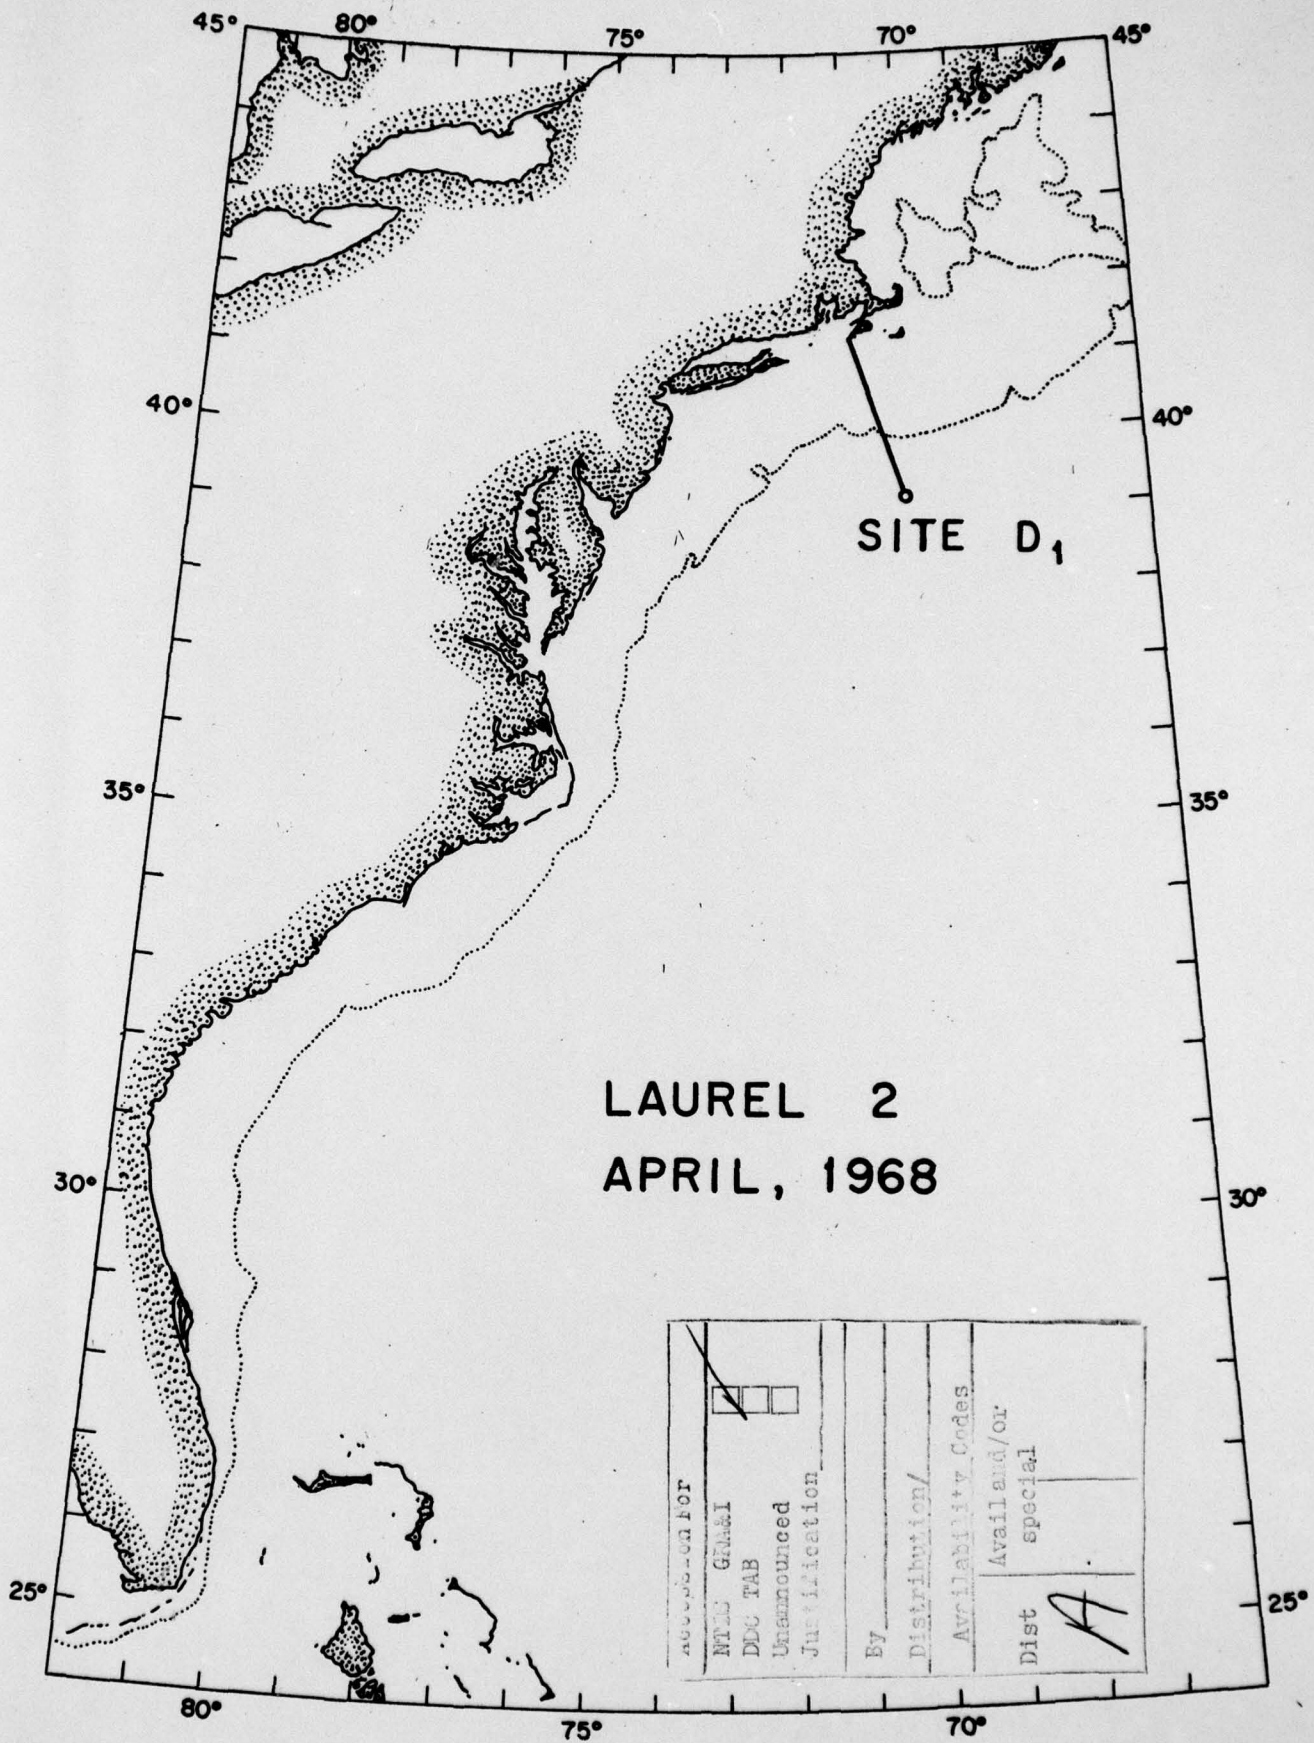 45° 80° 75° 70° 45°
40° 40°
SITE D₁
35° 35°
LAUREL 2
APRIL, 1968
30° 30°
25° 25°
80° 75° 70°
For
NTIS GRA&I
DDC TAB
Unannounced
Justification
By
Distribution/
Availability Codes
Avail and/or
Dist special
A